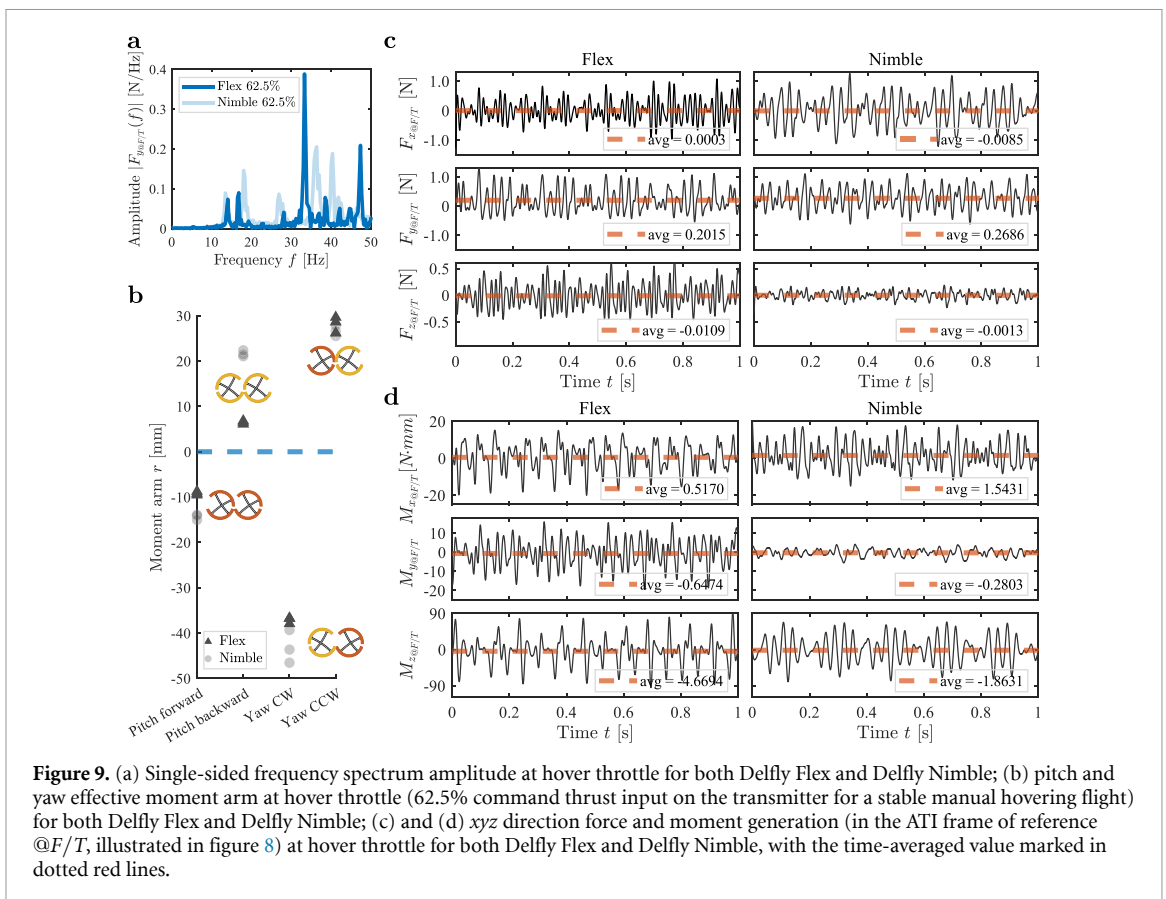 a
Amplitude |F_{y@F/T}(f)| [N/Hz]
0.4
0.3
0.2
0.1
0
Flex 62.5%
Nimble 62.5%
0 10 20 30 40 50
Frequency f [Hz]
b
Moment arm r [mm]
30
20
10
0
-10
-20
-30
-40
-50
Flex
Nimble
Pitch forward
Pitch backward
Yaw CW
Yaw CCW
c
Flex Nimble
F_{x@F/T} [N]
1.0
0
-1.0
avg = 0.0003
avg = -0.0085
F_{y@F/T} [N]
1.0
0
-1.0
avg = 0.2015
avg = 0.2686
F_{z@F/T} [N]
0.5
0
-0.5
avg = -0.0109
avg = -0.0013
0 0.2 0.4 0.6 0.8 1
0 0.2 0.4 0.6 0.8 1
Time t [s] Time t [s]
d
Flex Nimble
M_{x@F/T} [N·mm]
20
0
-20
avg = 0.5170
avg = 1.5431
M_{y@F/T}
10
0
-10
-20
avg = -0.6474
avg = -0.2803
M_{z@F/T}
90
0
-90
avg = -4.6694
avg = -1.8631
0 0.2 0.4 0.6 0.8 1
0 0.2 0.4 0.6 0.8 1
Time t [s] Time t [s]
Figure 9. (a) Single-sided frequency spectrum amplitude at hover throttle for both Delfly Flex and Delfly Nimble; (b) pitch and
yaw effective moment arm at hover throttle (62.5% command thrust input on the transmitter for a stable manual hovering flight)
for both Delfly Flex and Delfly Nimble; (c) and (d) xyz direction force and moment generation (in the ATI frame of reference
@F/T, illustrated in figure 8) at hover throttle for both Delfly Flex and Delfly Nimble, with the time-averaged value marked in
dotted red lines.